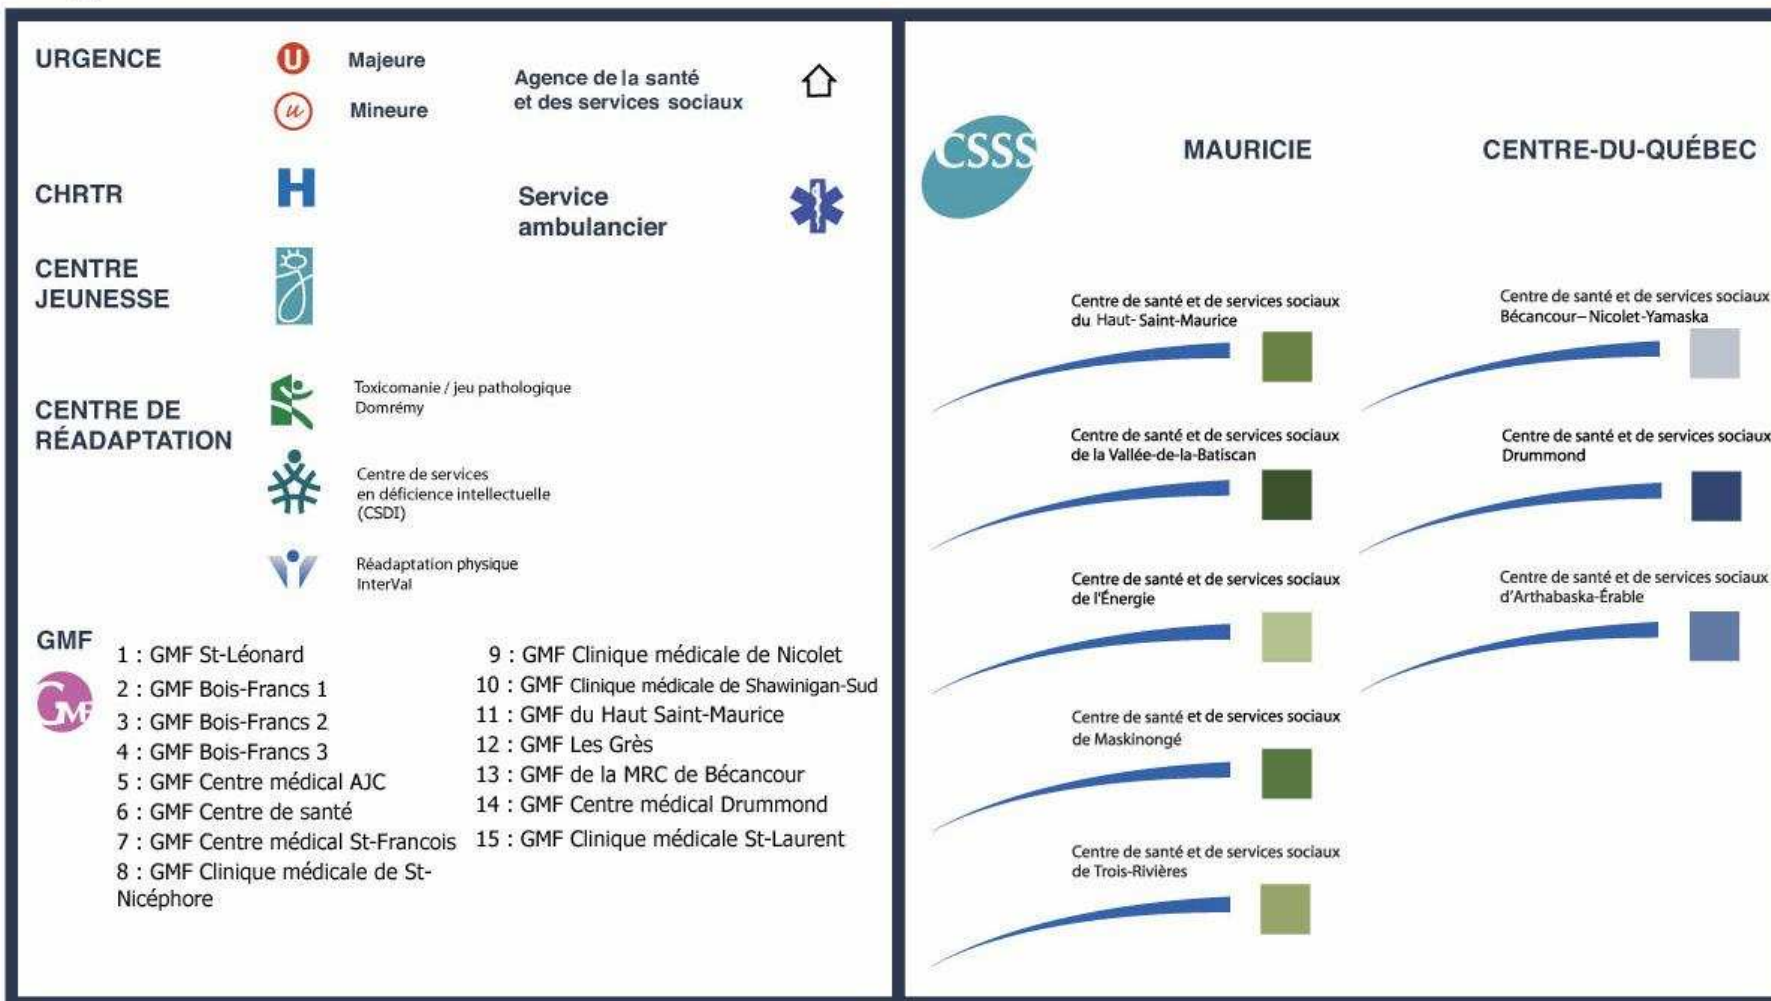 URGENCE
U
Majeure
u
Mineure
Agence de la santé
et des services sociaux
CHRTR
H
Service
ambulancier
CENTRE
JEUNESSE
CENTRE DE
RÉADAPTATION
Toxicomanie / jeu pathologique
Domrémy
Centre de services
en déficience intellectuelle
(CSDI)
Réadaptation physique
InterVal
GMF
GMF
1 : GMF St-Léonard
2 : GMF Bois-Francs 1
3 : GMF Bois-Francs 2
4 : GMF Bois-Francs 3
5 : GMF Centre médical AJC
6 : GMF Centre de santé
7 : GMF Centre médical St-Francois
8 : GMF Clinique médicale de St-
Nicéphore
9 : GMF Clinique médicale de Nicolet
10 : GMF Clinique médicale de Shawinigan-Sud
11 : GMF du Haut Saint-Maurice
12 : GMF Les Grès
13 : GMF de la MRC de Bécancour
14 : GMF Centre médical Drummond
15 : GMF Clinique médicale St-Laurent
CSSS
MAURICIE
Centre de santé et de services sociaux
du Haut-Saint-Maurice
Centre de santé et de services sociaux
de la Vallée-de-la-Batiscan
Centre de santé et de services sociaux
de l'Énergie
Centre de santé et de services sociaux
de Maskinongé
Centre de santé et de services sociaux
de Trois-Rivières
CENTRE-DU-QUÉBEC
Centre de santé et de services sociaux
Bécancour–Nicolet-Yamaska
Centre de santé et de services sociaux
Drummond
Centre de santé et de services sociaux
d'Arthabaska-Érable